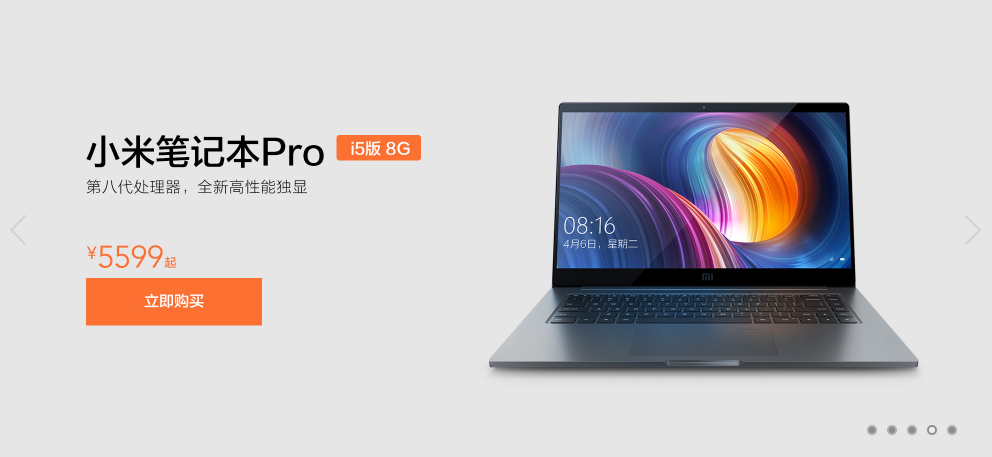 小米笔记本Pro i5版 8G
第八代处理器，全新高性能独显
¥5599起
立即购买
08:16
4月6日，星期二
MI